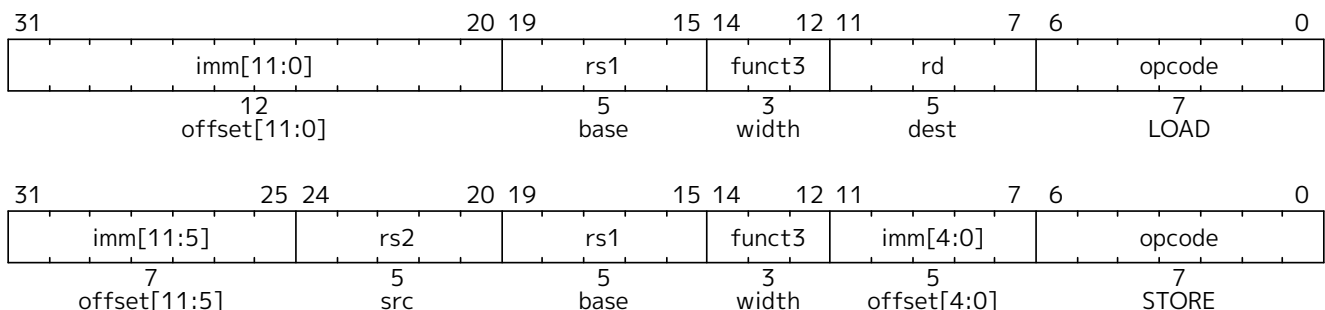 31 20 19 15 14 12 11 7 6 0
imm[11:0] rs1 funct3 rd opcode
12 5 3 5 7
offset[11:0] base width dest LOAD
31 25 24 20 19 15 14 12 11 7 6 0
imm[11:5] rs2 rs1 funct3 imm[4:0] opcode
7 5 5 3 5 7
offset[11:5] src base width offset[4:0] STORE